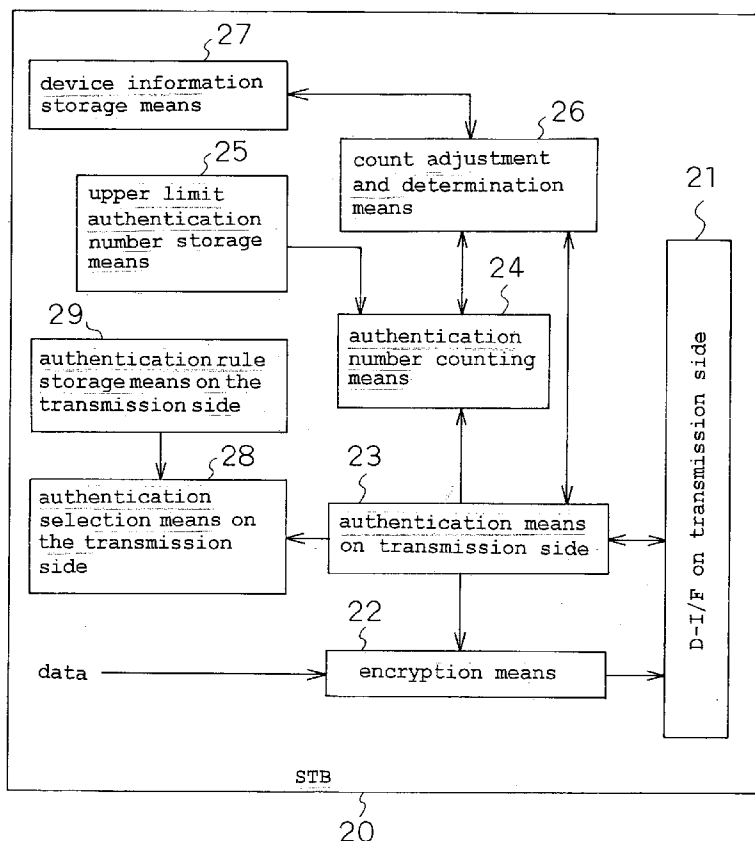 27
device information
storage means
26
count adjustment
and determination
means
25
upper limit
authentication
number storage
means
21
D-I/F on transmission side
24
authentication
number counting
means
29
authentication rule
storage means on the
transmission side
28
authentication
selection means on
the transmission
side
23
authentication means
on transmission side
22
encryption means
data
STB
20